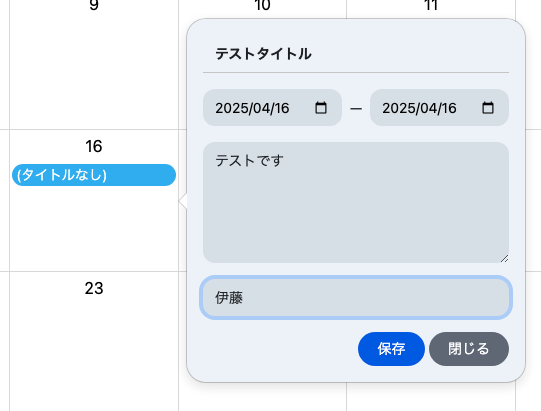 9
10
11
テストタイトル
2025/04/16 — 2025/04/16
16
(タイトルなし)
テストです
23
伊藤
保存 閉じる